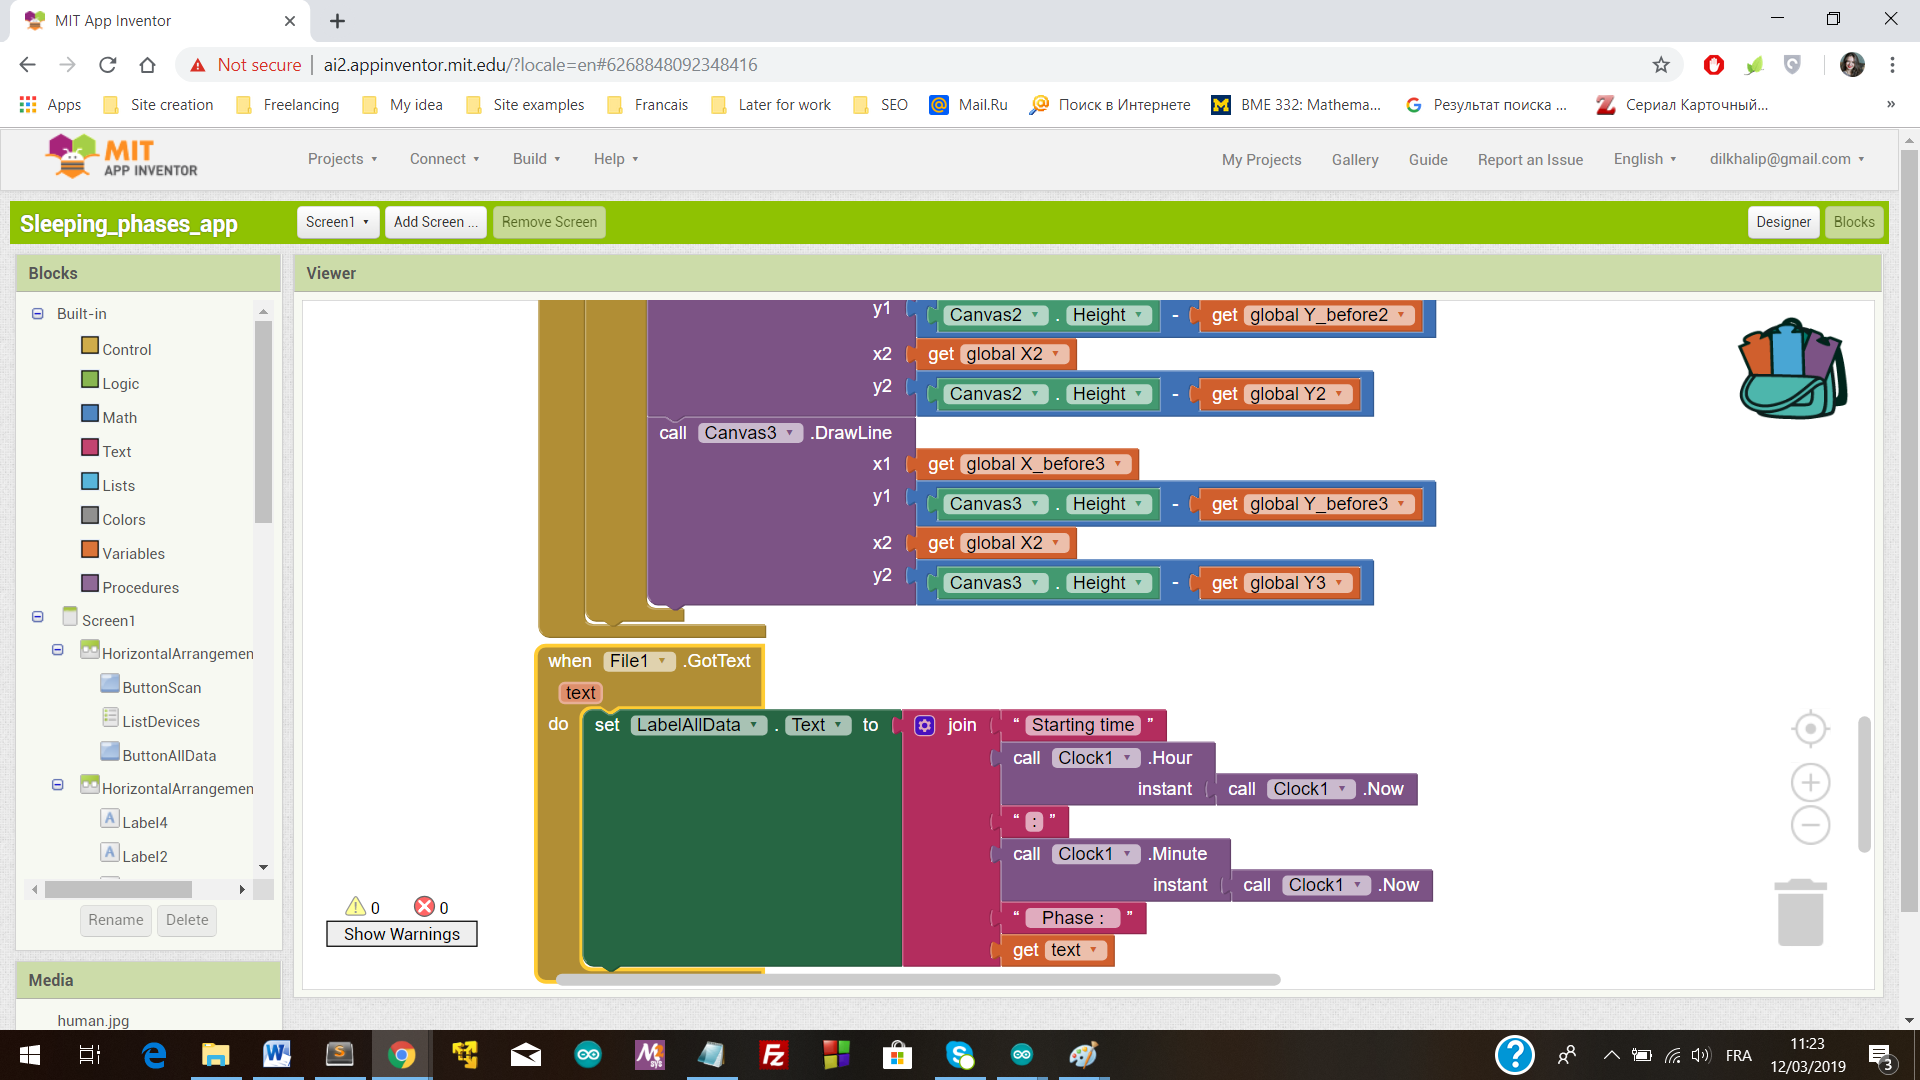 MIT App Inventor
Not secure | ai2.appinventor.mit.edu/?locale=en#6268848092348416
Apps Site creation Freelancing My idea Site examples Francais Later for work SEO Mail.Ru Поиск в Интернете BME 332: Mathema... Результат поиска ... Сериал Карточный... »
MIT
APP INVENTOR
Projects Connect Build Help My Projects Gallery Guide Report an Issue English dilkhalip@gmail.com
Sleeping_phases_app Screen1 Add Screen ... Remove Screen Designer Blocks
Blocks
Viewer
Built-in
Control
Logic
Math
Text
Lists
Colors
Variables
Procedures
Screen1
HorizontalArrangemen
ButtonScan
ListDevices
ButtonAllData
HorizontalArrangemen
Label4
Label2
Rename Delete
Media
human.jpg
y1 Canvas2 . Height - get global Y_before2
x2 get global X2
y2 Canvas2 . Height - get global Y2
call Canvas3 .DrawLine
x1 get global X_before3
y1 Canvas3 . Height - get global Y_before3
x2 get global X2
y2 Canvas3 . Height - get global Y3
when File1 .GotText
text
do set LabelAllData . Text to join “ Starting time ”
call Clock1 .Hour
instant call Clock1 .Now
“ : ”
call Clock1 .Minute
instant call Clock1 .Now
“ Phase : ”
get text
0 0
Show Warnings
FRA
11:23
12/03/2019
3